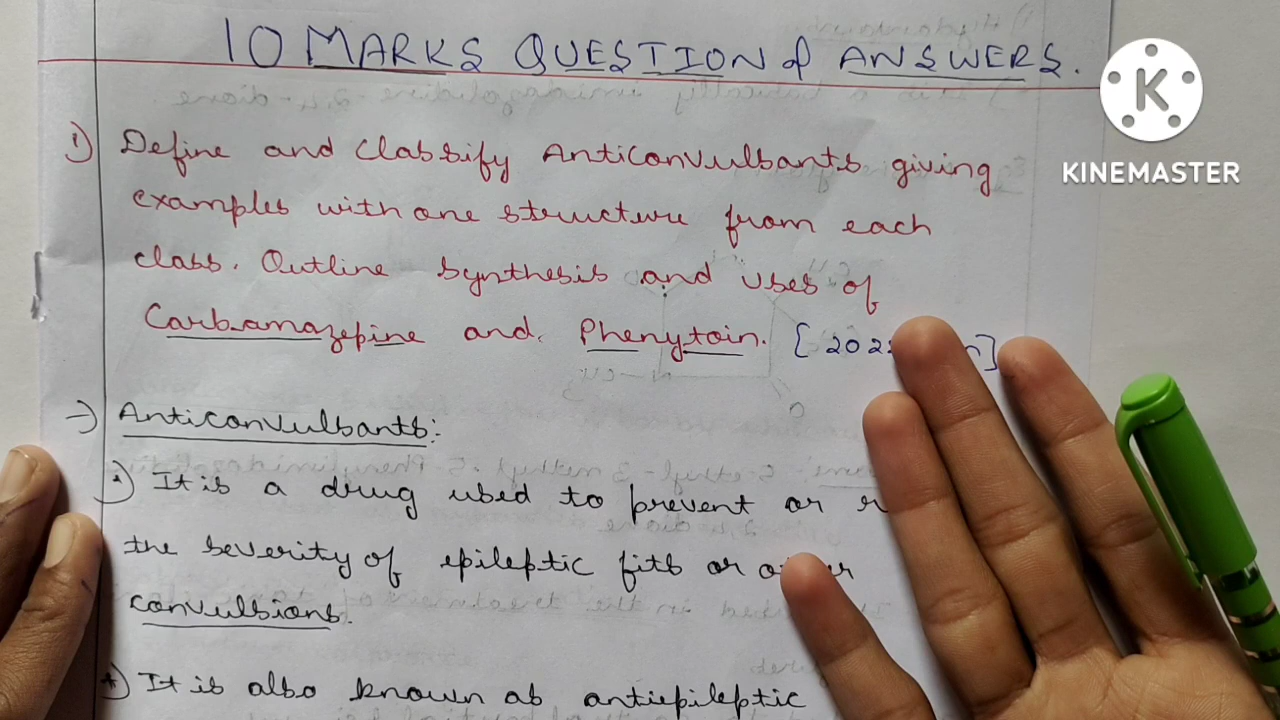 10 MARKS QUESTION & ANSWERS.
1) Define and classify Anticonvulsants giving
examples with one structure from each
class. Outline synthesis and uses of
Carbamazepine and Phenytoin. [
→ Anticonvulsants:
It is a drug used to prevent or
the severity of epileptic fits or
convulsions.
It is also known as antiepileptic
K
KINEMASTER